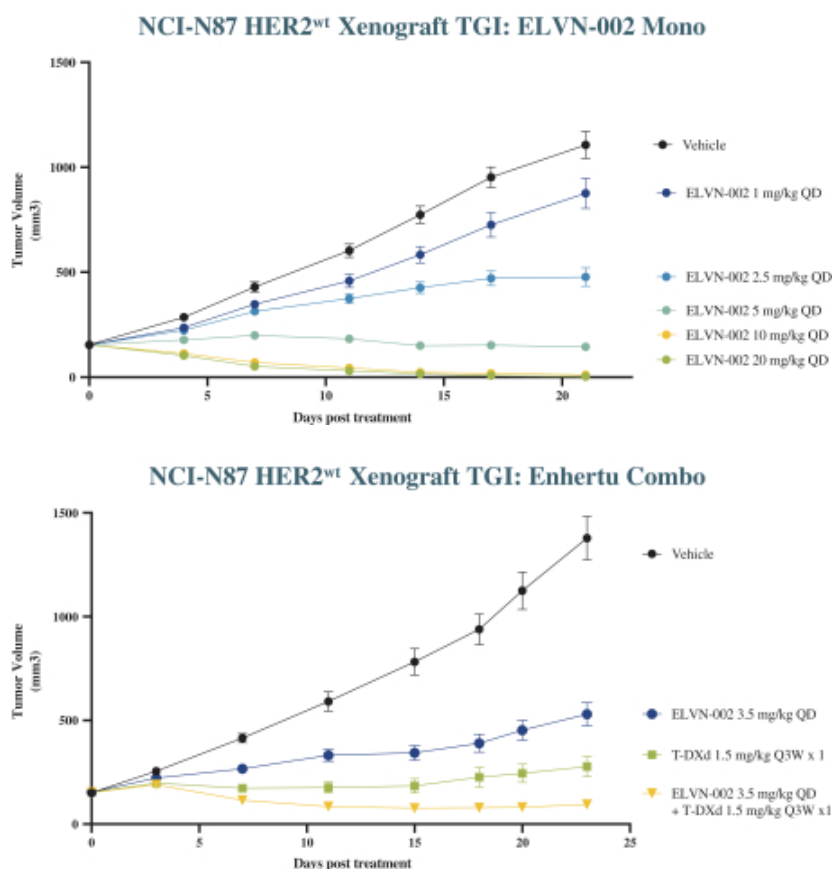 NCI-N87 HER2ʷᵗ Xenograft TGI: ELVN-002 Mono
1500
1000
500
0
Tumor Volume
(mm3)
0
5
10
15
20
Days post treatment
Vehicle
ELVN-002 1 mg/kg QD
ELVN-002 2.5 mg/kg QD
ELVN-002 5 mg/kg QD
ELVN-002 10 mg/kg QD
ELVN-002 20 mg/kg QD
NCI-N87 HER2ʷᵗ Xenograft TGI: Enhertu Combo
1500
1000
500
0
Tumor Volume
(mm3)
0
5
10
15
20
25
Days post treatment
Vehicle
ELVN-002 3.5 mg/kg QD
T-DXd 1.5 mg/kg Q3W x 1
ELVN-002 3.5 mg/kg QD
+ T-DXd 1.5 mg/kg Q3W x1